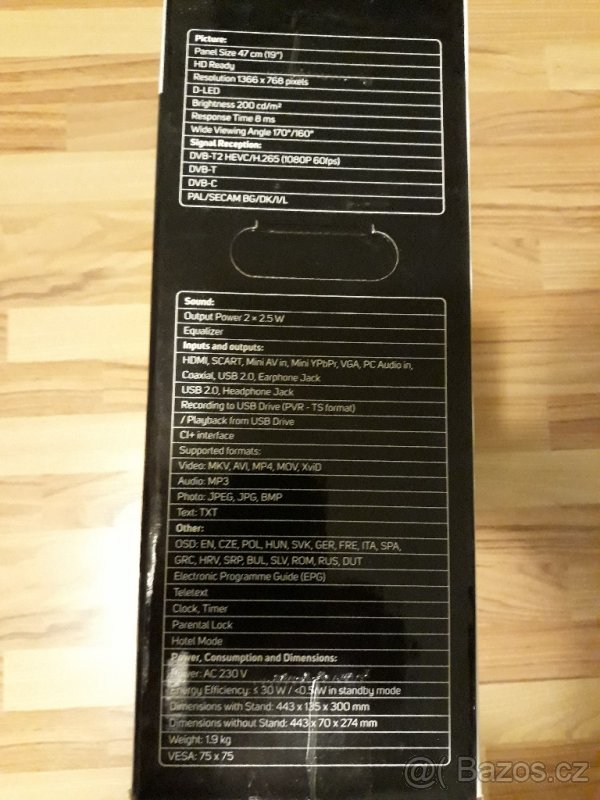 Picture:
Panel Size 47 cm (19")
HD Ready
Resolution 1366 x 768 pixels
D-LED
Brightness 200 cd/m²
Response Time 8 ms
Wide Viewing Angle 170°/160°
Signal Reception:
DVB-T2 HEVC/H.265 (1080P 60fps)
DVB-T
DVB-C
PAL/SECAM BG/DK/I/L
Sound:
Output Power 2 × 2.5 W
Equalizer
Inputs and outputs:
HDMI, SCART, Mini AV in, Mini YPbPr, VGA, PC Audio in,
Coaxial, USB 2.0, Earphone Jack
USB 2.0, Headphone Jack
Recording to USB Drive (PVR - TS format)
/ Playback from USB Drive
CI+ interface
Supported formats:
Video: MKV, AVI, MP4, MOV, XviD
Audio: MP3
Photo: JPEG, JPG, BMP
Text: TXT
Other:
OSD: EN, CZE, POL, HUN, SVK, GER, FRE, ITA, SPA,
GRC, HRV, SRP, BUL, SLV, ROM, RUS, DUT
Electronic Programme Guide (EPG)
Teletext
Clock, Timer
Parental Lock
Hotel Mode
Power, Consumption and Dimensions:
Power: AC 230 V
Energy Efficiency: ≤ 30 W / <0.5 W in standby mode
Dimensions with Stand: 443 x 135 x 300 mm
Dimensions without Stand: 443 x 70 x 274 mm
Weight: 1.9 kg
VESA: 75 x 75
Bazos.cz